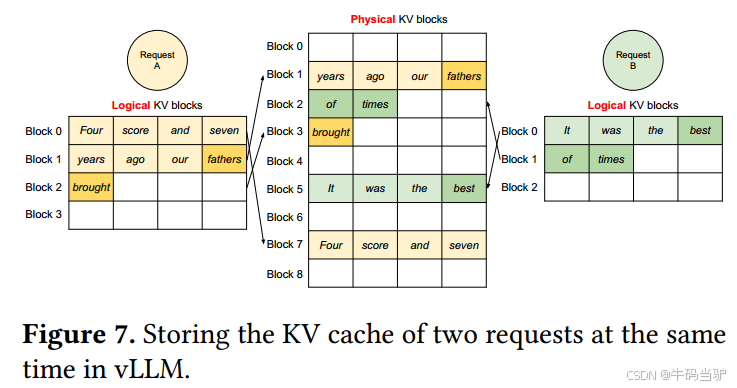 Physical KV blocks
Request
A
Request
B
Logical KV blocks
Block 0 Four score and seven
Block 1 years ago our fathers
Block 2 brought
Block 3
Block 0
Block 1 years ago our fathers
Block 2 of times
Block 3 brought
Block 4
Block 5 It was the best
Block 6
Block 7 Four score and seven
Block 8
Logical KV blocks
Block 0 It was the best
Block 1 of times
Block 2
Figure 7. Storing the KV cache of two requests at the same
time in vLLM.
CSDN @牛码当驴